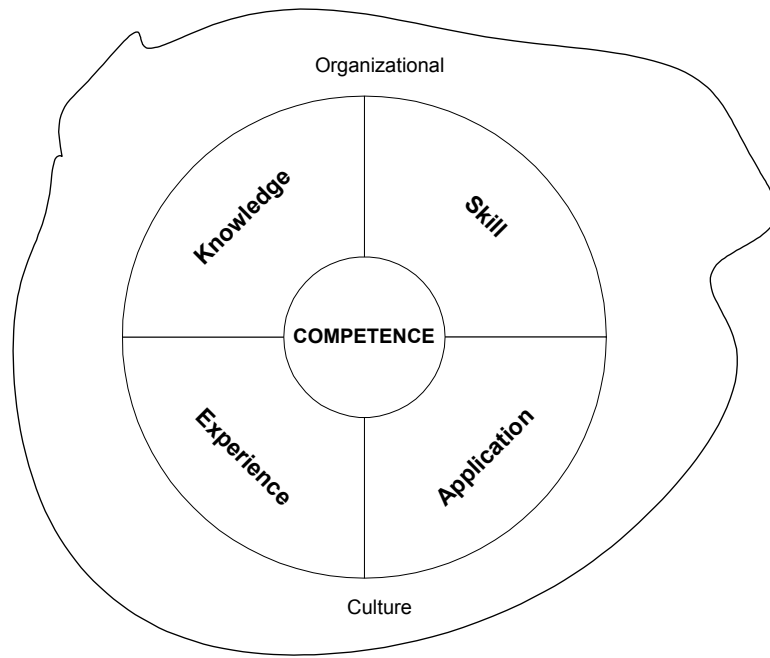 Organizational
Knowledge
Skill
COMPETENCE
Experience
Application
Culture